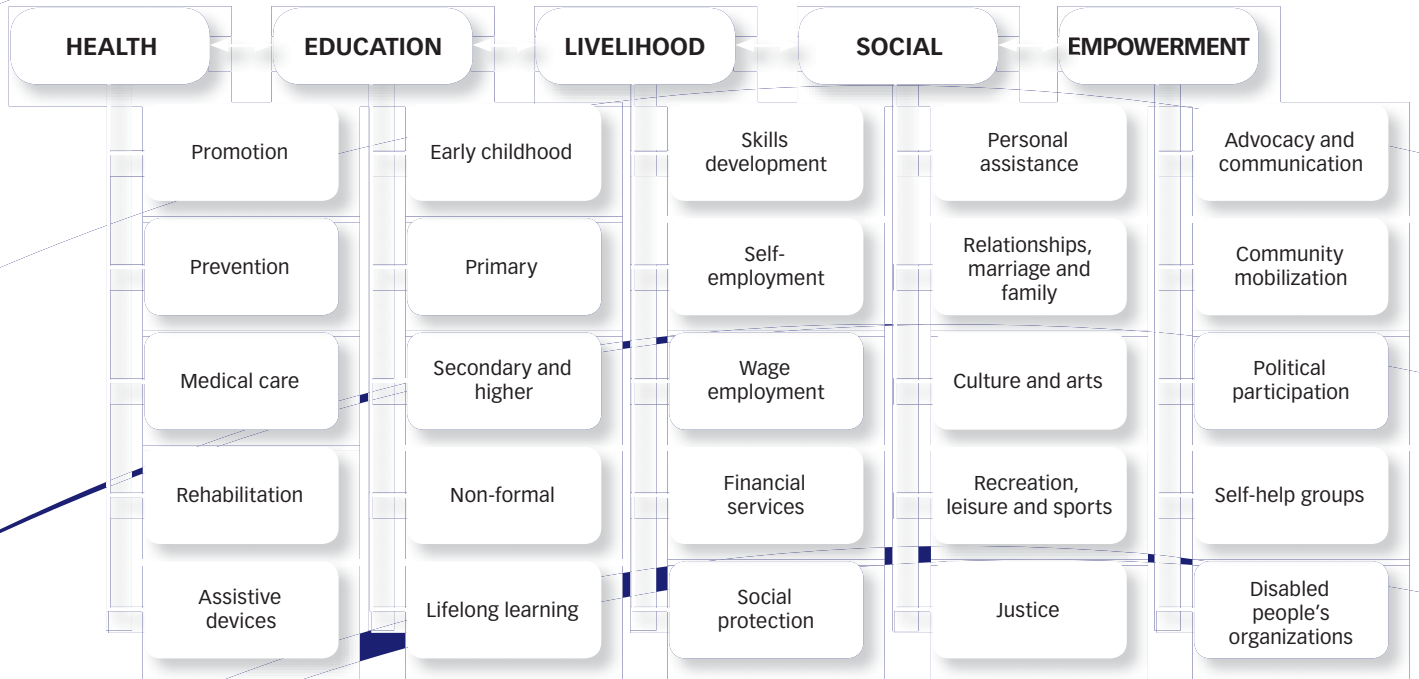 HEALTH
Promotion
Prevention
Medical care
Rehabilitation
Assistive
devices
EDUCATION
Early childhood
Primary
Secondary and
higher
Non-formal
Lifelong learning
LIVELIHOOD
Skills
development
Self-
employment
Wage
employment
Financial
services
Social
protection
SOCIAL
Personal
assistance
Relationships,
marriage and
family
Culture and arts
Recreation,
leisure and sports
Justice
EMPOWERMENT
Advocacy and
communication
Community
mobilization
Political
participation
Self-help groups
Disabled
people’s
organizations